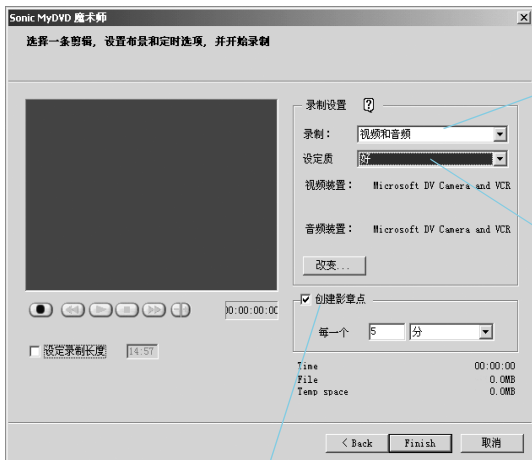 Sonic MyDVD 魔术师
选择一条剪辑, 设置布景和定时选项, 并开始录制
录制设置
录制: 视频和音频
设定质 好
视频装置: Microsoft DV Camera and VCR
音频装置: Microsoft DV Camera and VCR
改变...
00:00:00:00
创建影章点
每一个 5 分
设定录制长度 14:57
Time 00:00:00
File 0.0MB
Temp space 0.0MB
< Back Finish 取消